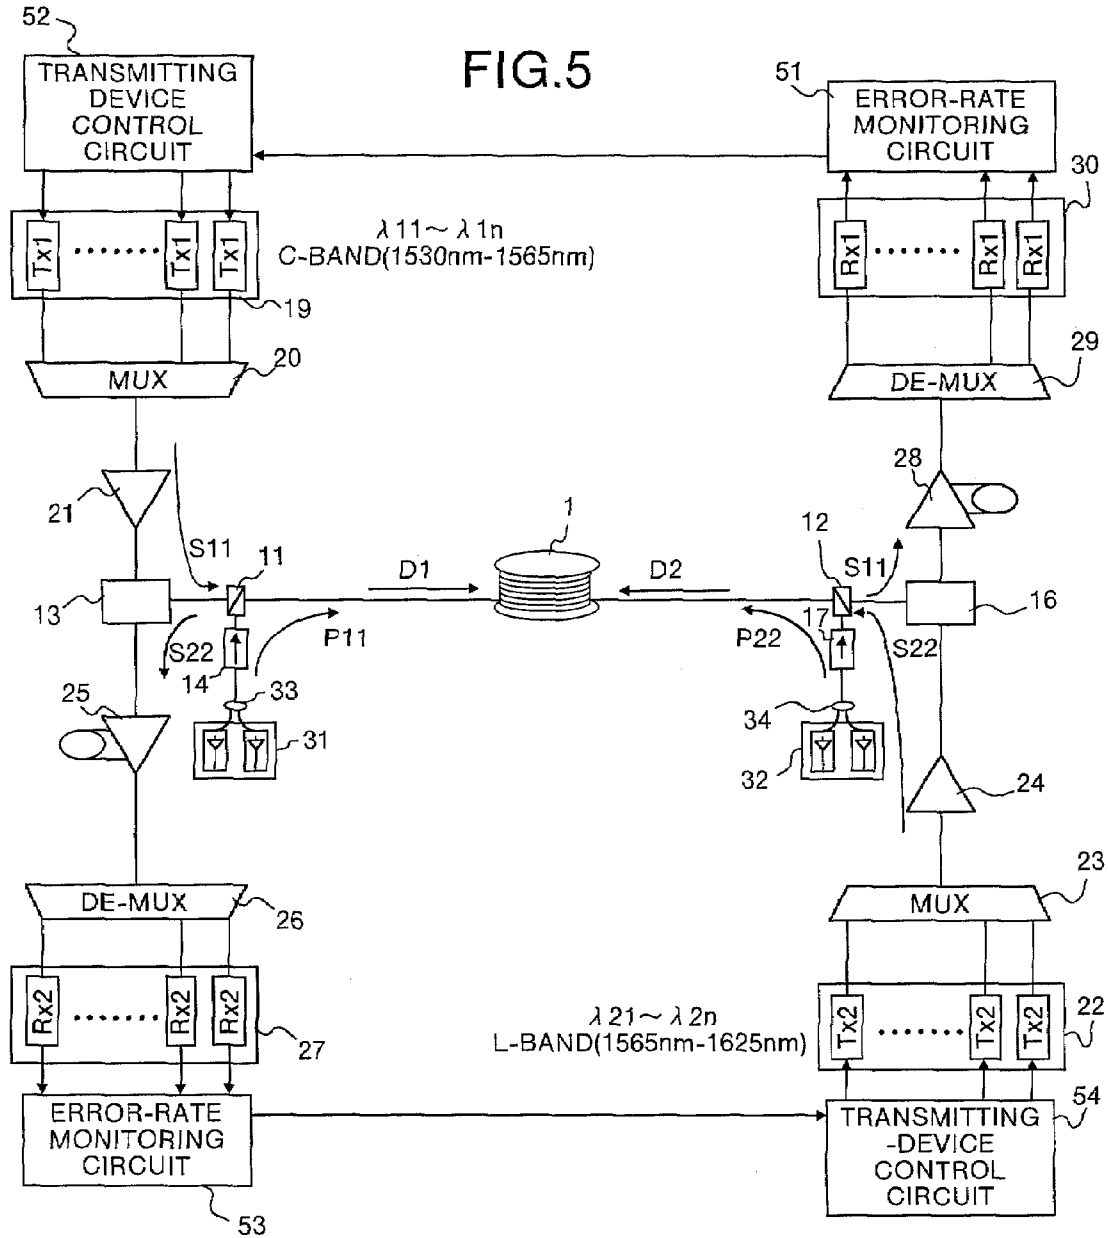 52
FIG.5
TRANSMITTING
DEVICE
CONTROL
CIRCUIT
51
ERROR-RATE
MONITORING
CIRCUIT
30
Tx1 ······· Tx1 Tx1
λ11~λ1n
C-BAND(1530nm-1565nm)
Rx1 ······· Rx1 Rx1
19
MUX
20
DE-MUX
29
21
28
S11
11
D1
1
D2
12
S11
13
16
S22
14
P11
P22
17
S22
25
33
34
31
32
24
DE-MUX
26
MUX
23
Rx2 ······· Rx2 Rx2
27
λ21~λ2n
L-BAND(1565nm-1625nm)
Tx2 ······· Tx2 Tx2
22
ERROR-RATE
MONITORING
CIRCUIT
53
TRANSMITTING
-DEVICE
CONTROL
CIRCUIT
54